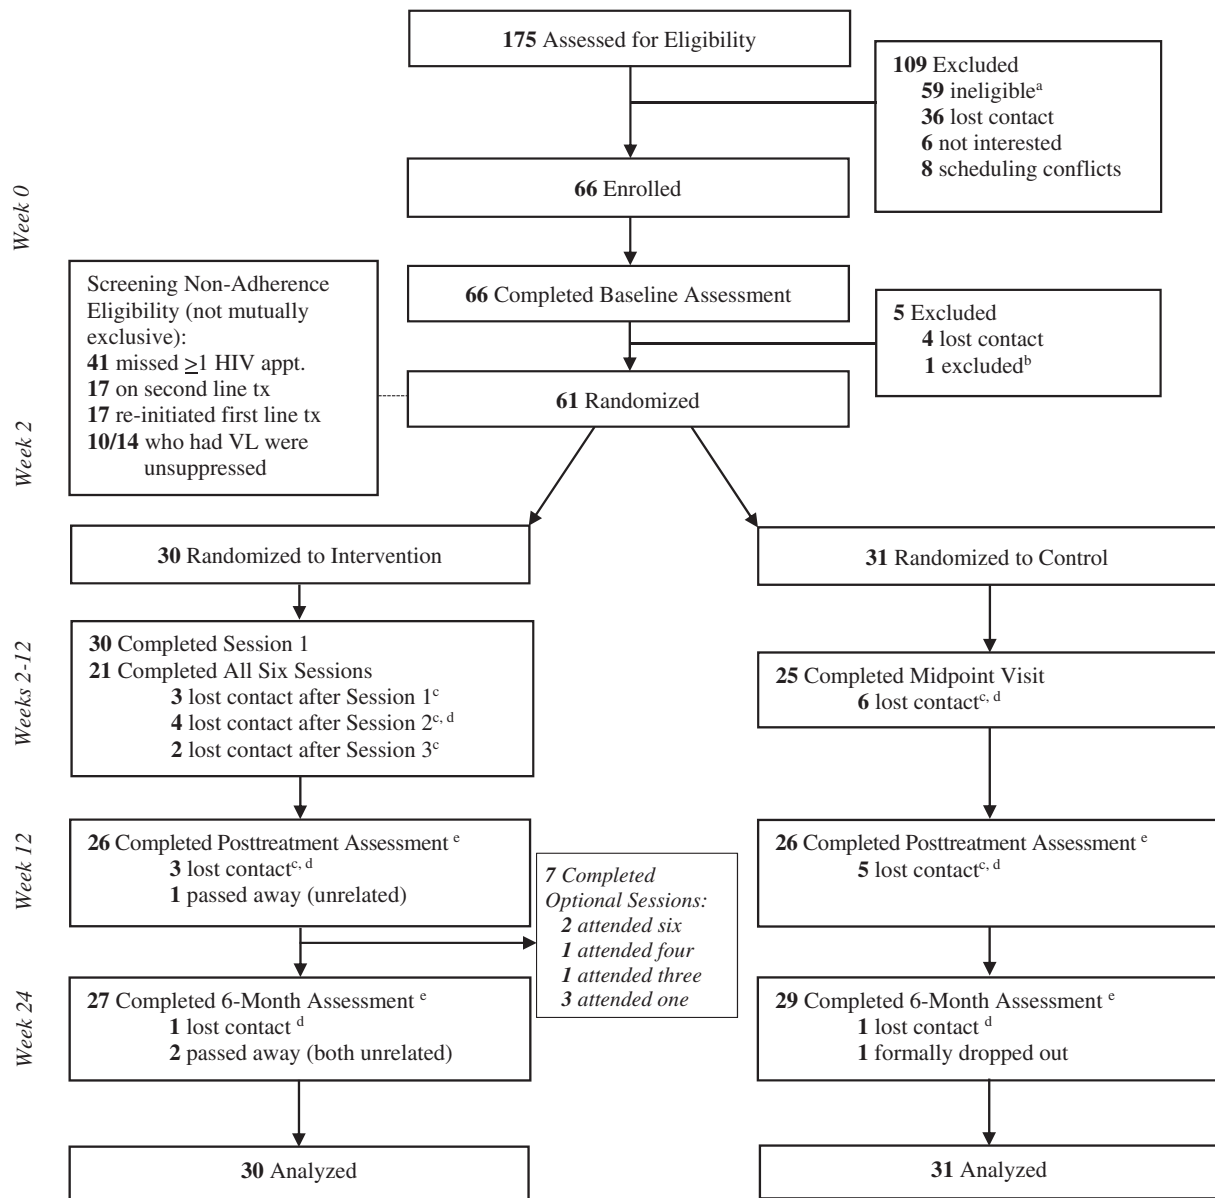 175 Assessed for Eligibility
109 Excluded
59 ineligibleᵃ
36 lost contact
6 not interested
8 scheduling conflicts
66 Enrolled
Week 0
66 Completed Baseline Assessment
5 Excluded
4 lost contact
1 excludedᵇ
Screening Non-Adherence
Eligibility (not mutually
exclusive):
41 missed ≥1 HIV appt.
17 on second line tx
17 re-initiated first line tx
10/14 who had VL were
unsuppressed
61 Randomized
Week 2
30 Randomized to Intervention
31 Randomized to Control
Weeks 2-12
30 Completed Session 1
21 Completed All Six Sessions
3 lost contact after Session 1ᶜ
4 lost contact after Session 2ᶜ, ᵈ
2 lost contact after Session 3ᶜ
25 Completed Midpoint Visit
6 lost contactᶜ, ᵈ
Week 12
26 Completed Posttreatment Assessment ᵉ
3 lost contactᶜ, ᵈ
1 passed away (unrelated)
26 Completed Posttreatment Assessment ᵉ
5 lost contactᶜ, ᵈ
7 Completed
Optional Sessions:
2 attended six
1 attended four
1 attended three
3 attended one
Week 24
27 Completed 6-Month Assessment ᵉ
1 lost contact ᵈ
2 passed away (both unrelated)
29 Completed 6-Month Assessment ᵉ
1 lost contact ᵈ
1 formally dropped out
30 Analyzed
31 Analyzed